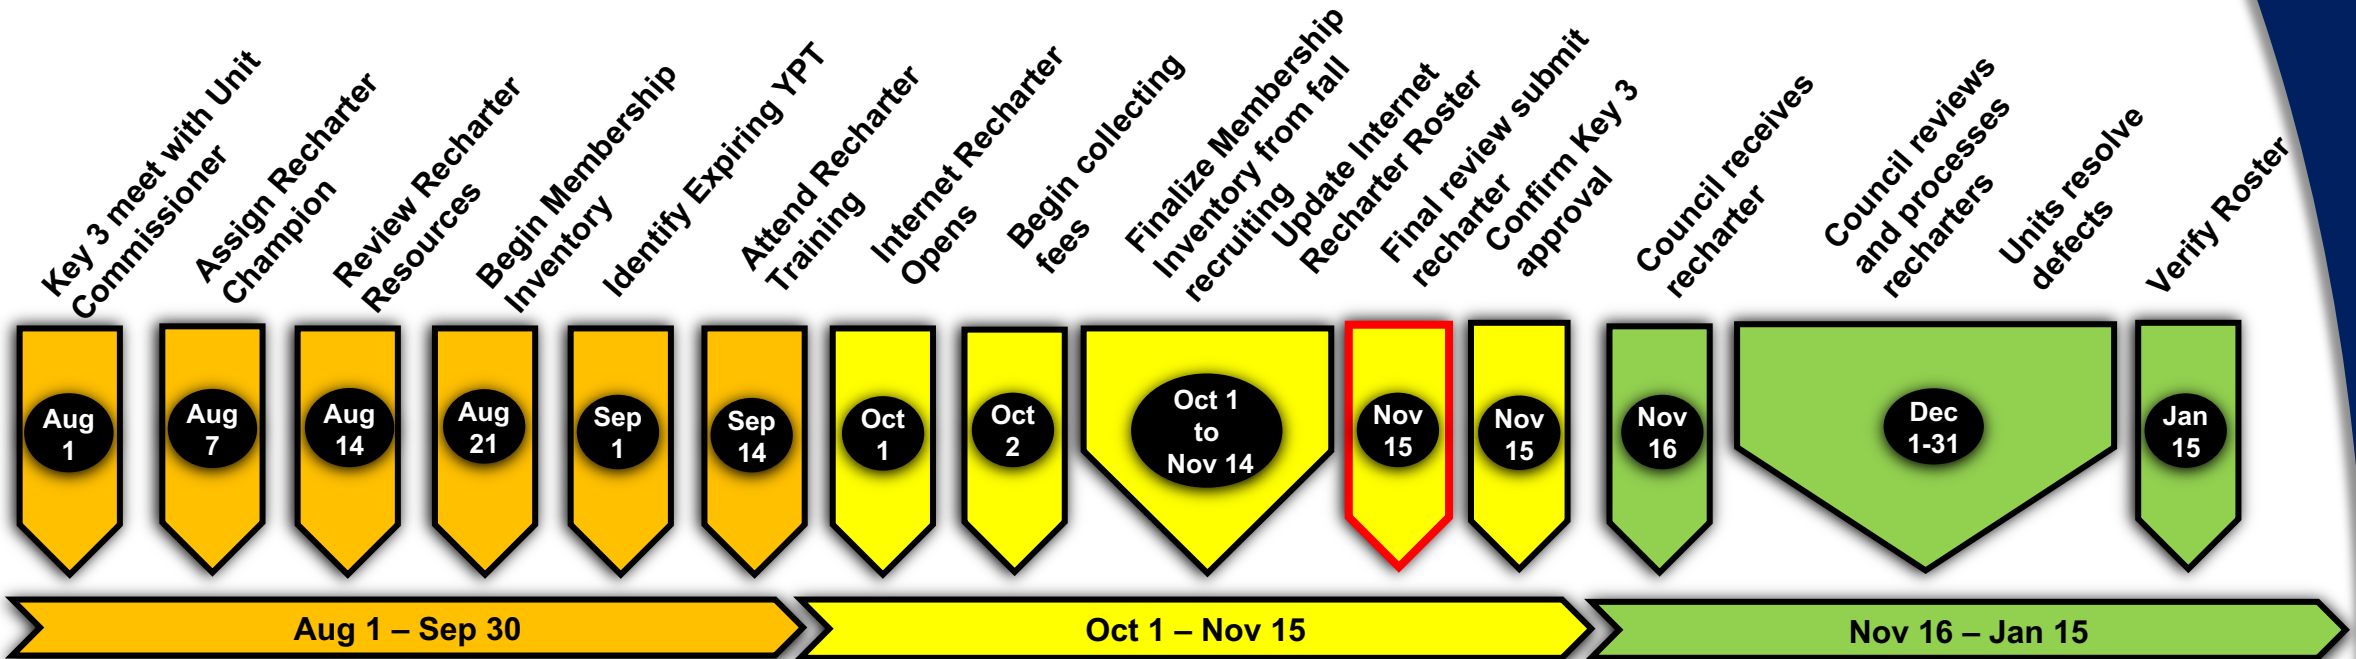 Key 3 meet with Unit
Commissioner
Assign Recharter
Champion
Review Recharter
Resources
Begin Membership
Inventory
Identify Expiring YPT
Attend Recharter
Training
Internet Recharter
Opens
Begin collecting
fees
Finalize Membership
Inventory from fall
recruiting
Update Internet
Recharter Roster
Final review submit
recharter
Confirm Key 3
approval
Council receives
recharter
Council reviews
and processes
recharters
Units resolve
defects
Verify Roster
Aug
1
Aug
7
Aug
14
Aug
21
Sep
1
Sep
14
Oct
1
Oct
2
Oct 1
to
Nov 14
Nov
15
Nov
15
Nov
16
Dec
1-31
Jan
15
Aug 1 – Sep 30
Oct 1 – Nov 15
Nov 16 – Jan 15